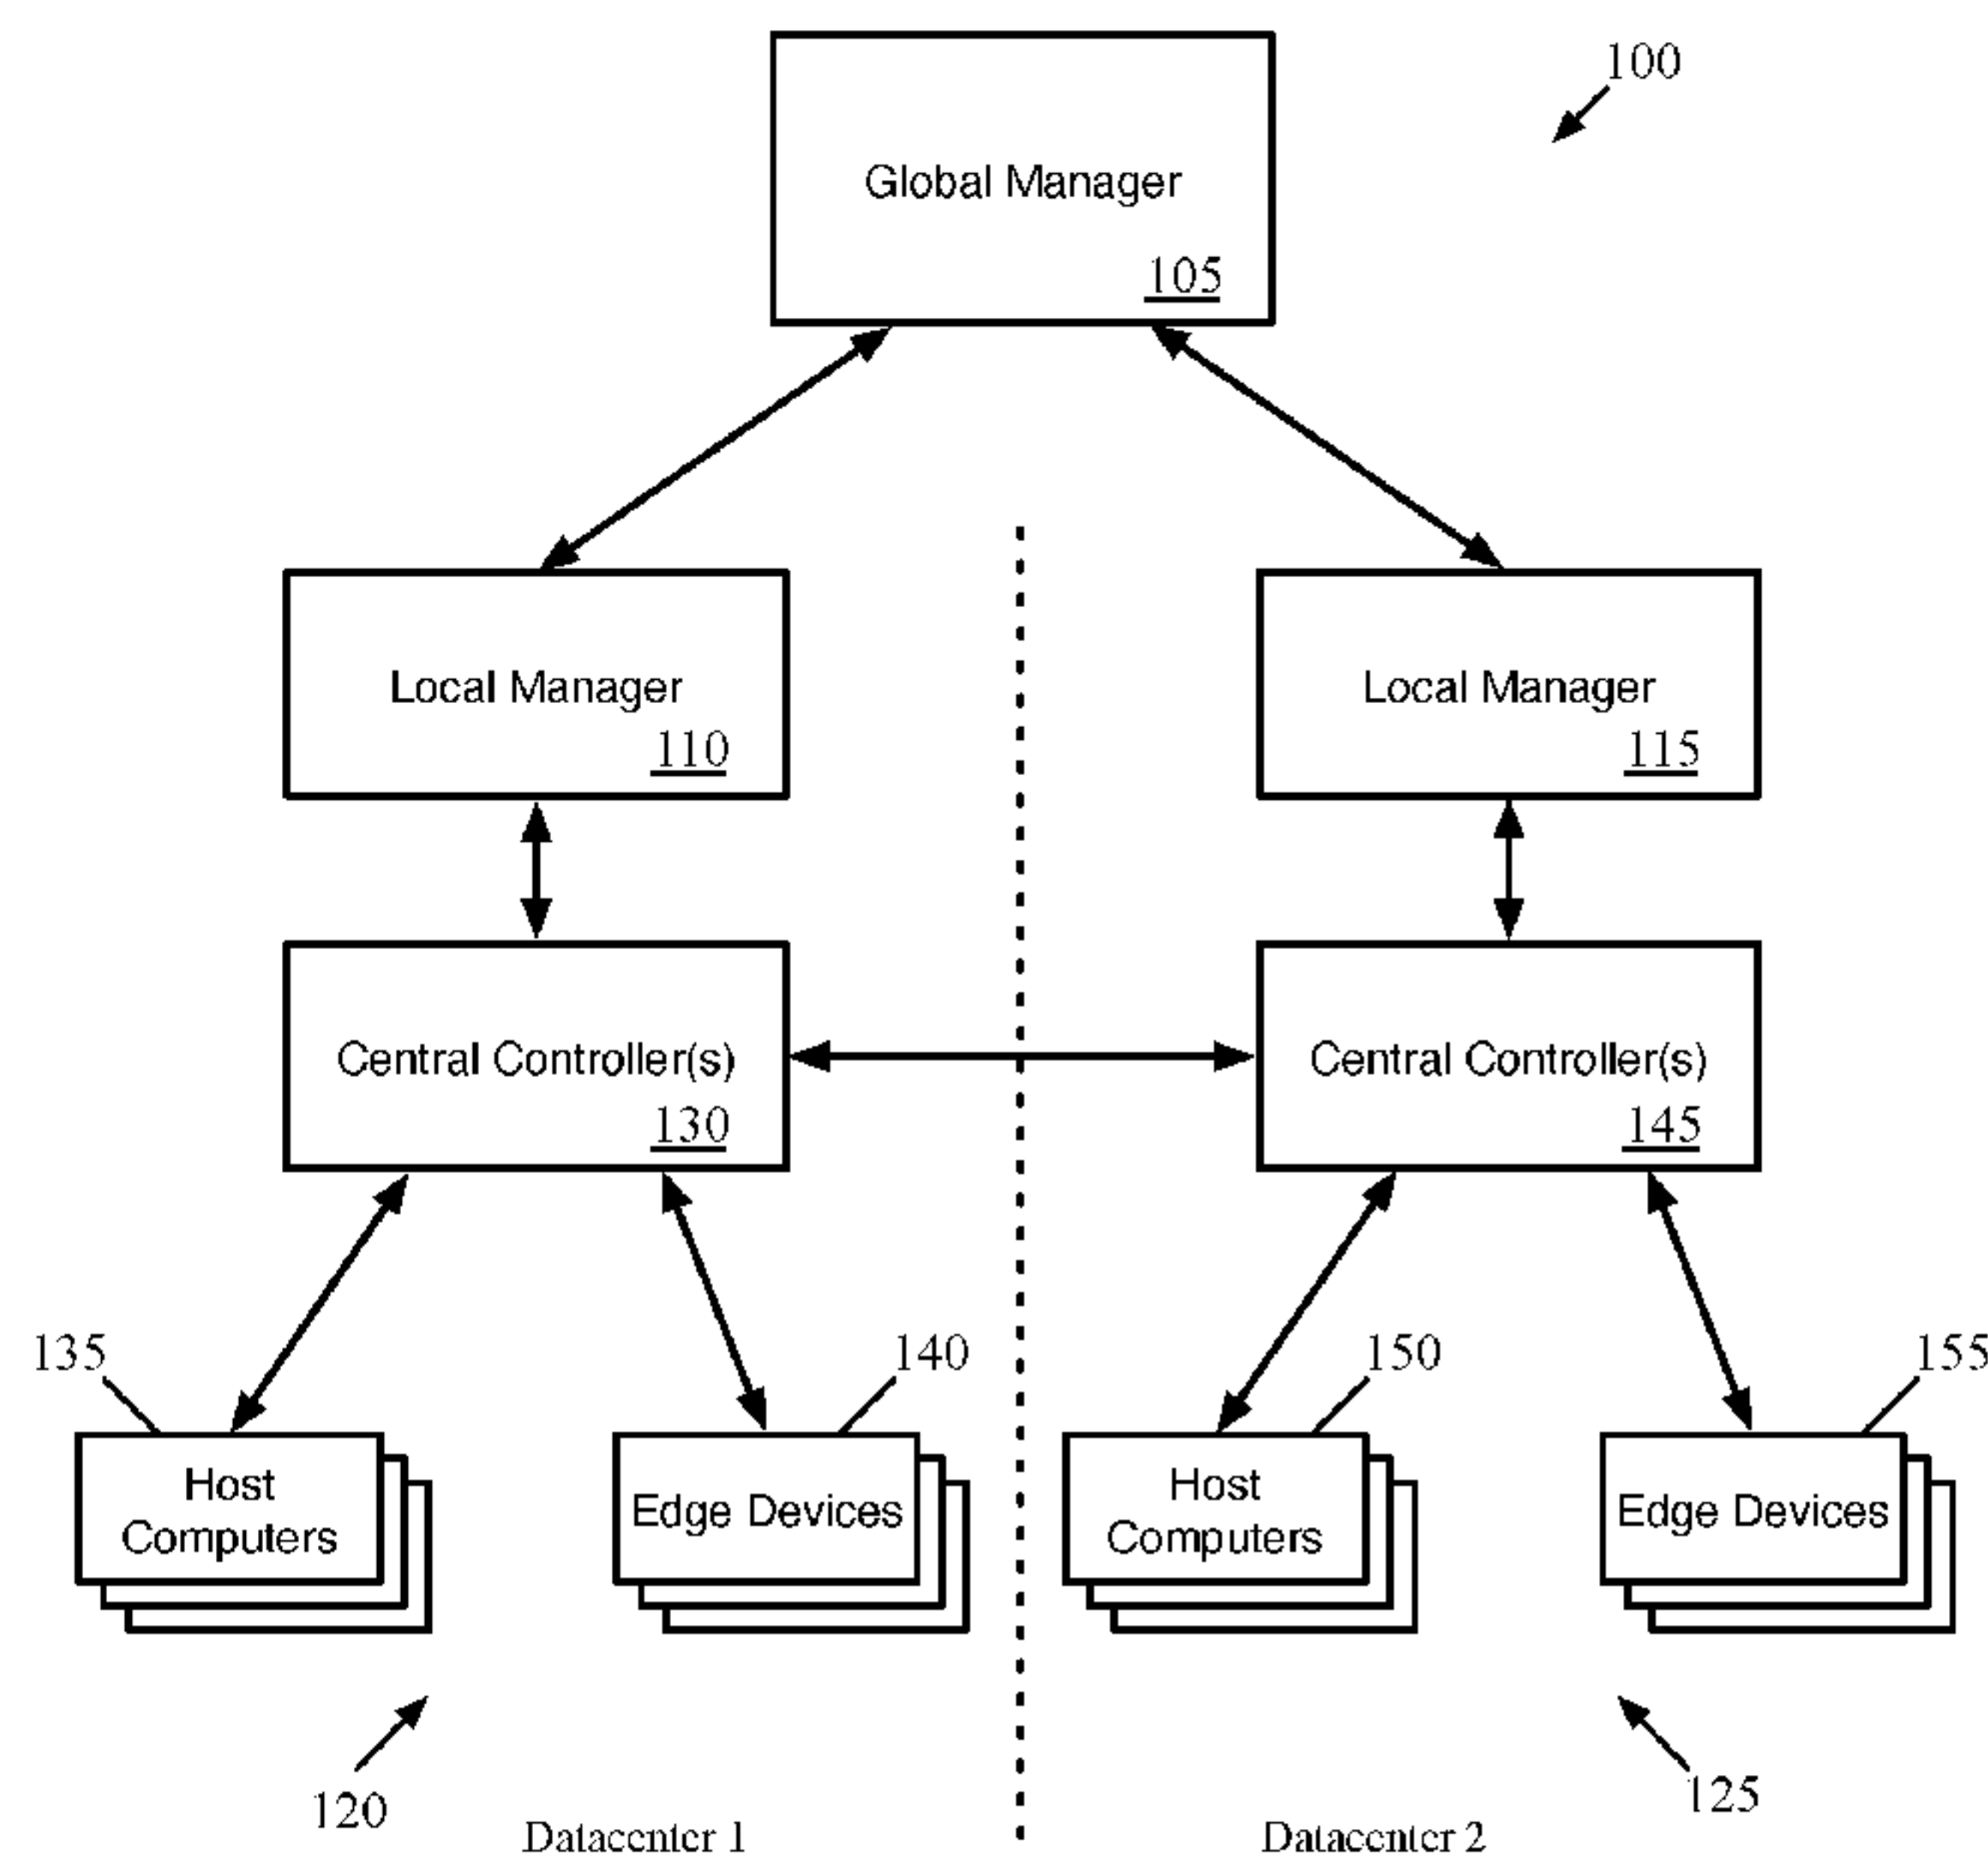 100
Global Manager
105
Local Manager
110
Local Manager
115
Central Controller(s)
130
Central Controller(s)
145
135
140
150
155
Host
Computers
Edge Devices
Host
Computers
Edge Devices
120
125
Datacenter 1
Datacenter 2